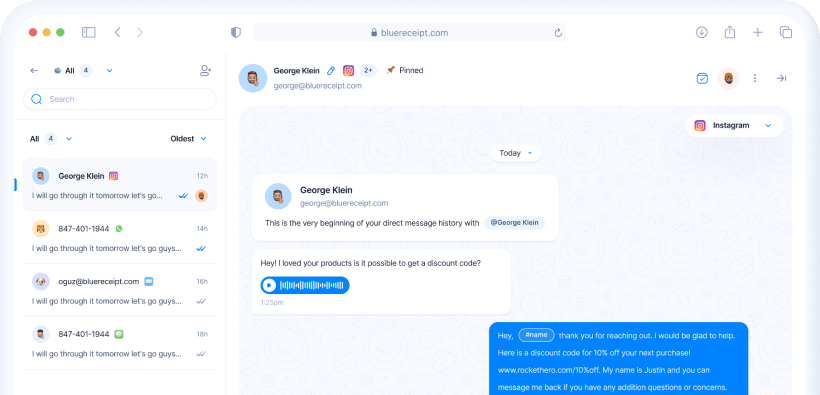 bluereceipt.com
All 4
Search
All 4
Oldest
George Klein
12h
I will go through it tomorrow let's go...
847-401-1944
14h
I will go through it tomorrow let's go guys...
oguz@bluereceipt.com
16h
I will go through it tomorrow let's go guys...
847-401-1944
18h
I will go through it tomorrow let's go guys...
George Klein 2+ Pinned
george@bluereceipt.com
Instagram
Today
George Klein
george@bluereceipt.com
This is the very beginning of your direct message history with @George Klein
Hey! I loved your products is it possible to get a discount code?
1:25pm
Hey, #name thank you for reaching out. I would be glad to help.
Here is a discount code for 10% off your next purchase!
www.rockethero.com/10%off. My name is Justin and you can
message me back if you have any addition questions or concerns.